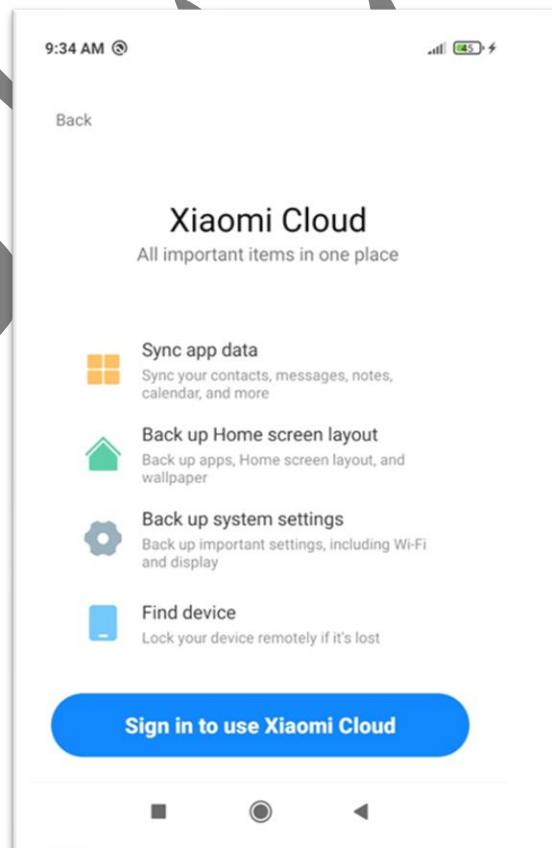 9:34 AM
45
Back
Xiaomi Cloud
All important items in one place
Sync app data
Sync your contacts, messages, notes,
calendar, and more
Back up Home screen layout
Back up apps, Home screen layout, and
wallpaper
Back up system settings
Back up important settings, including Wi-Fi
and display
Find device
Lock your device remotely if it's lost
Sign in to use Xiaomi Cloud